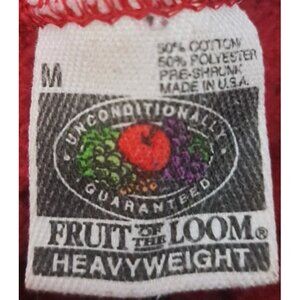 M
50% COTTON
50% POLYESTER
PRE-SHRUNK
MADE IN U.S.A.
UNCONDITIONALLY
GUARANTEED
FRUIT OF THE LOOM®
HEAVYWEIGHT